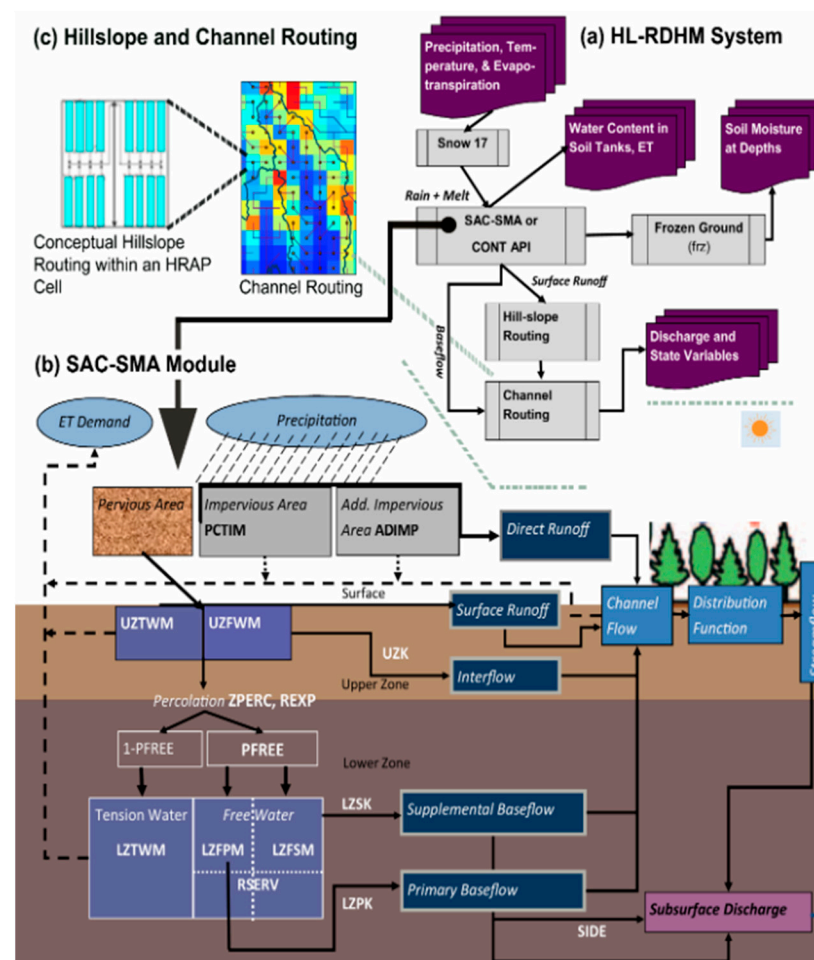 (c) Hillslope and Channel Routing
(a) HL-RDHM System
Precipitation, Tem-
perature, & Evapo-
transpiration
Snow 17
Water Content in
Soil Tanks, ET
Soil Moisture
at Depths
Rain + Melt
SAC-SMA or
CONT API
Frozen Ground
(frz)
Conceptual Hillslope
Routing within an HRAP
Cell
Channel Routing
Surface Runoff
Baseflow
Hill-slope
Routing
Discharge and
State Variables
Channel
Routing
(b) SAC-SMA Module
ET Demand
Precipitation
Pervious Area
Impervious Area
PCTIM
Add. Impervious
Area ADIMP
Direct Runoff
Surface
UZTWM
UZFWM
Surface Runoff
Channel
Flow
Distribution
Function
UZK
Interflow
Upper Zone
Percolation ZPERC, REXP
1-PFREE
PFREE
Lower Zone
Tension Water
Free Water
LZTWM
LZFPM
LZFSM
RSERV
LZSK
Supplemental Baseflow
LZPK
Primary Baseflow
SIDE
Subsurface Discharge